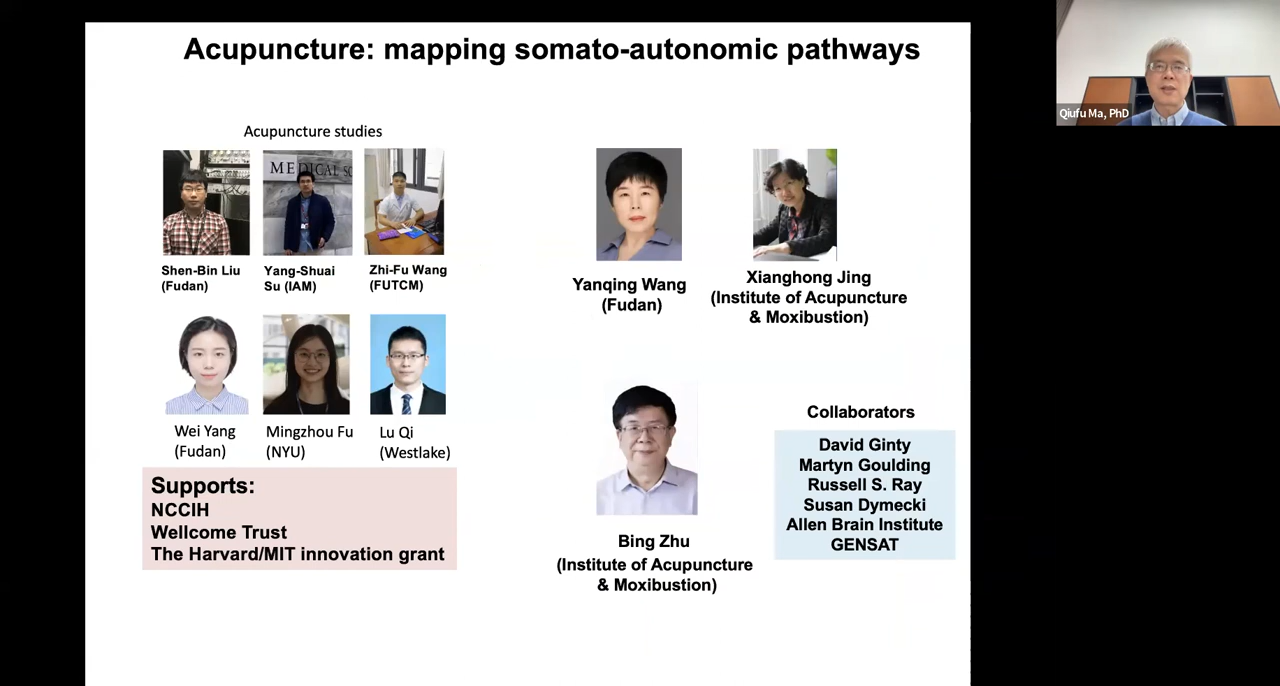 Acupuncture: mapping somato-autonomic pathways
Qiufu Ma, PhD
Acupuncture studies
MEDICAL SC
Shen-Bin Liu
(Fudan)
Yang-Shuai
Su (IAM)
Zhi-Fu Wang
(FUTCM)
Wei Yang
(Fudan)
Mingzhou Fu
(NYU)
Lu Qi
(Westlake)
Supports:
NCCIH
Wellcome Trust
The Harvard/MIT innovation grant
Yanqing Wang
(Fudan)
Xianghong Jing
(Institute of Acupuncture
& Moxibustion)
Bing Zhu
(Institute of Acupuncture
& Moxibustion)
Collaborators
David Ginty
Martyn Goulding
Russell S. Ray
Susan Dymecki
Allen Brain Institute
GENSAT